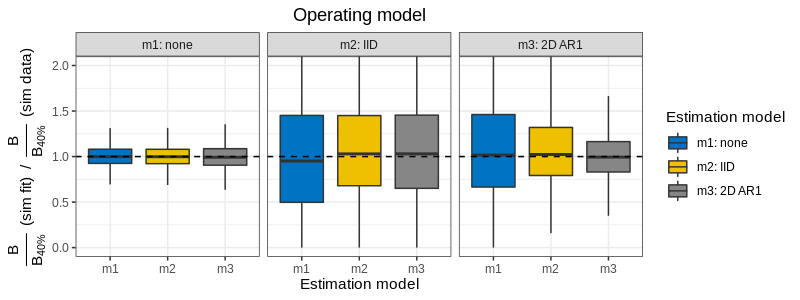 Operating model
m1: none
m2: IID
m3: 2D AR1
B
B40%
(sim fit) /
B
B40%
(sim data)
2.0
1.5
1.0
0.5
0.0
m1
m2
m3
m1
m2
m3
m1
m2
m3
Estimation model
Estimation model
m1: none
m2: IID
m3: 2D AR1